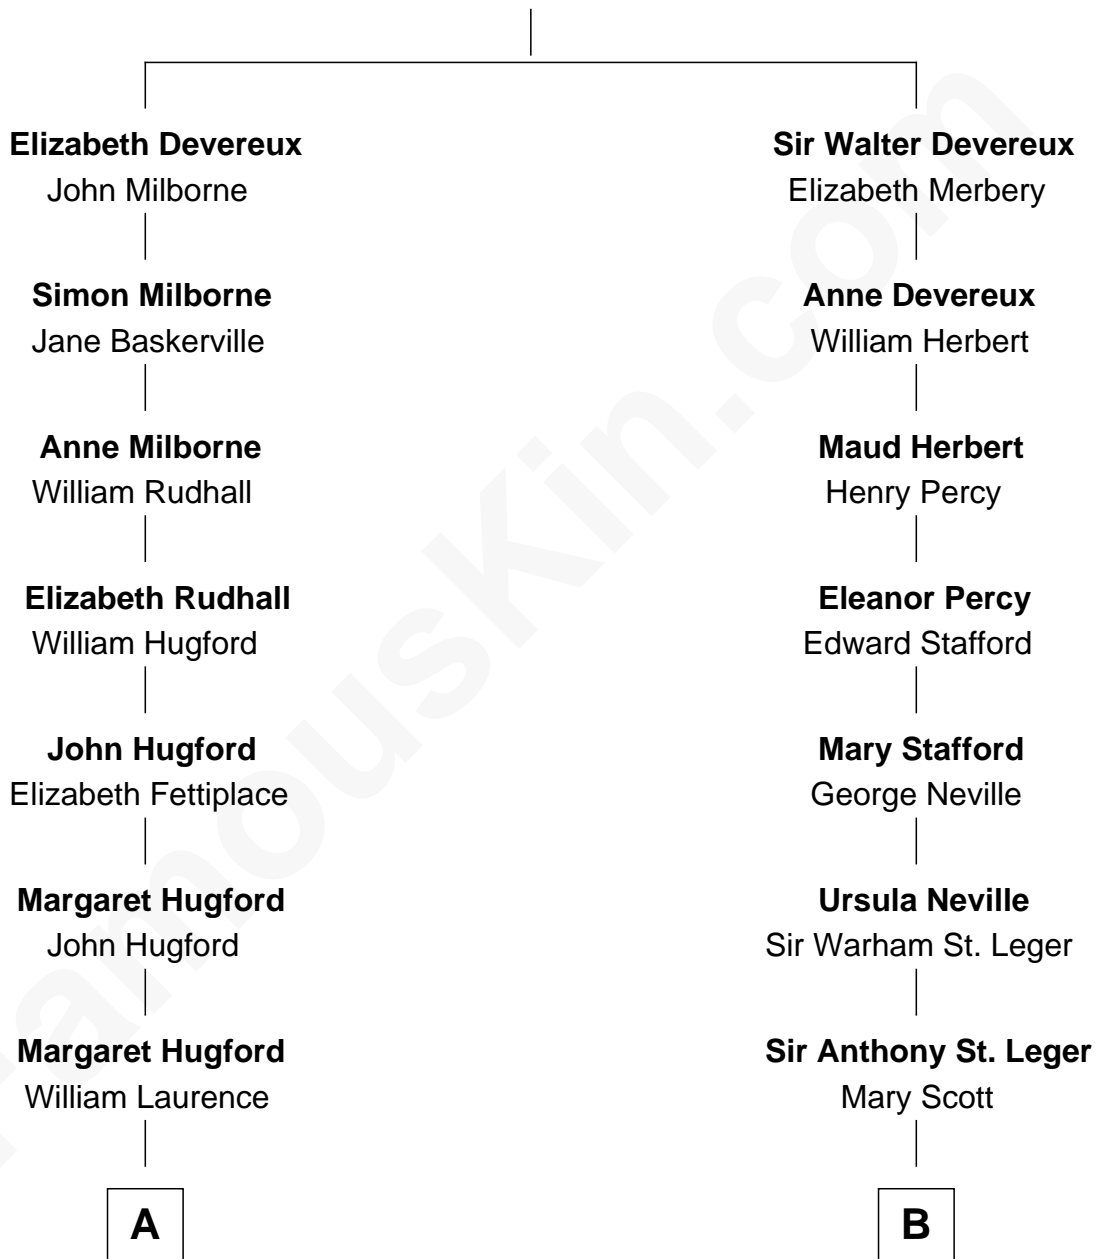 Elizabeth Devereux
John Milborne
Sir Walter Devereux
Elizabeth Merbery
Simon Milborne
Jane Baskerville
Anne Devereux
William Herbert
Anne Milborne
William Rudhall
Maud Herbert
Henry Percy
Elizabeth Rudhall
William Hugford
Eleanor Percy
Edward Stafford
John Hugford
Elizabeth Fettiplace
Mary Stafford
George Neville
Margaret Hugford
John Hugford
Ursula Neville
Sir Warham St. Leger
Margaret Hugford
William Laurence
Sir Anthony St. Leger
Mary Scott
A
B
FamousKin.com